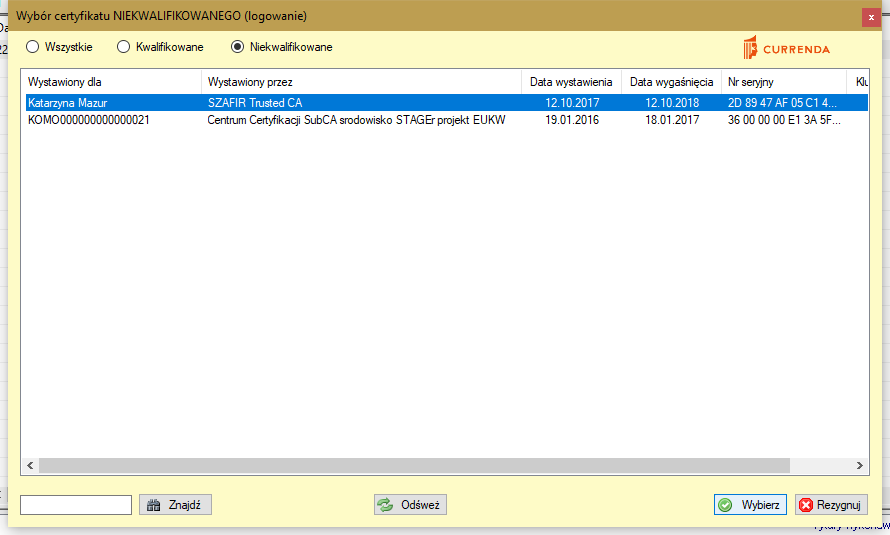 Wybór certyfikatu NIEKWALIFIKOWANEGO (logowanie)
x
Wszystkie Kwalifikowane Niekwalifikowane
CURRENDA
Wystawiony dla Wystawiony przez Data wystawienia Data wygaśnięcia Nr seryjny Klu
Katarzyna Mazur SZAFIR Trusted CA 12.10.2017 12.10.2018 2D 89 47 AF 05 C1 4...
KOMO000000000000021 Centrum Certyfikacji SubCA srodowisko STAGEr projekt EUKW 19.01.2016 18.01.2017 36 00 00 00 E1 3A 5F...
Znajdź Odśwież Wybierz Rezygnuj